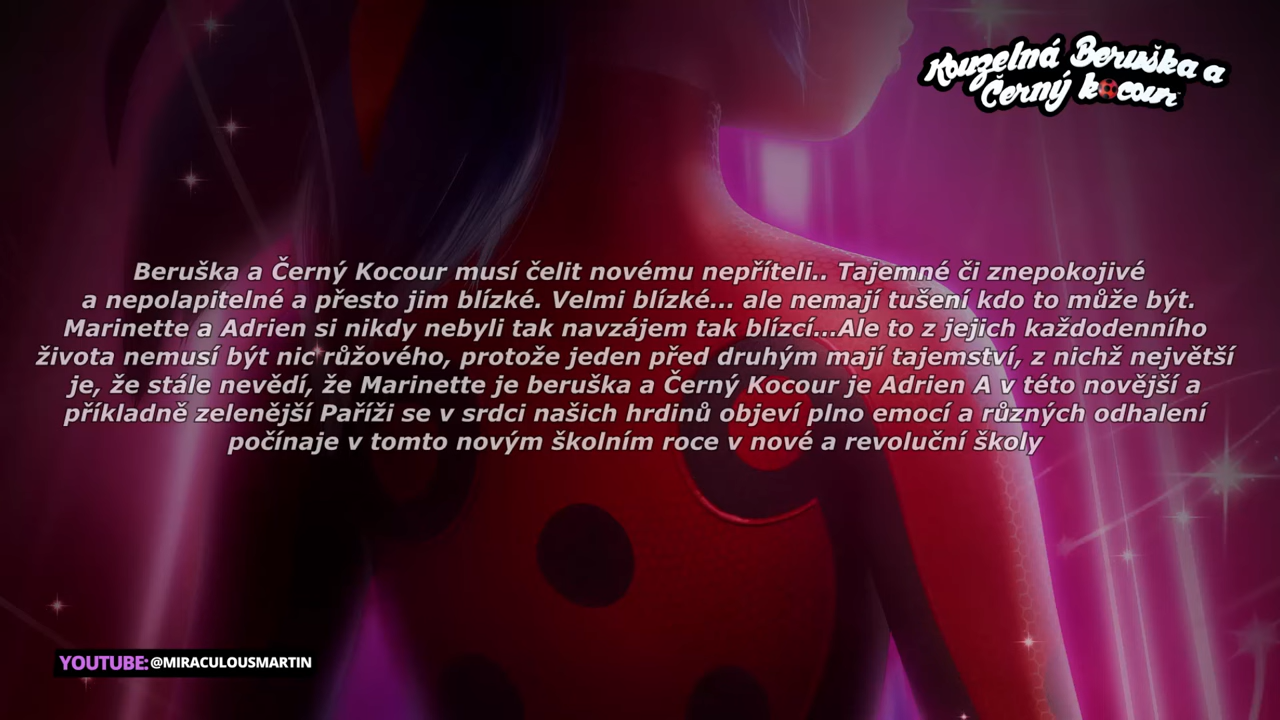 Kouzelná Beruška a
Černý kocour
Beruška a Černý Kocour musí čelit novému nepříteli.. Tajemné či znepokojivé
a nepolapitelné a přesto jim blízké. Velmi blízké... ale nemají tušení kdo to může být.
Marinette a Adrien si nikdy nebyli tak navzájem tak blízcí...Ale to z jejich každodenního
života nemusí být nic růžového, protože jeden před druhým mají tajemství, z nichž největší
je, že stále nevědí, že Marinette je beruška a Černý Kocour je Adrien A v této novější a
příkladně zelenější Paříži se v srdci našich hrdinů objeví plno emocí a různých odhalení
počínaje v tomto novým školním roce v nové a revoluční školy
YOUTUBE: @MIRACULOUSMARTIN